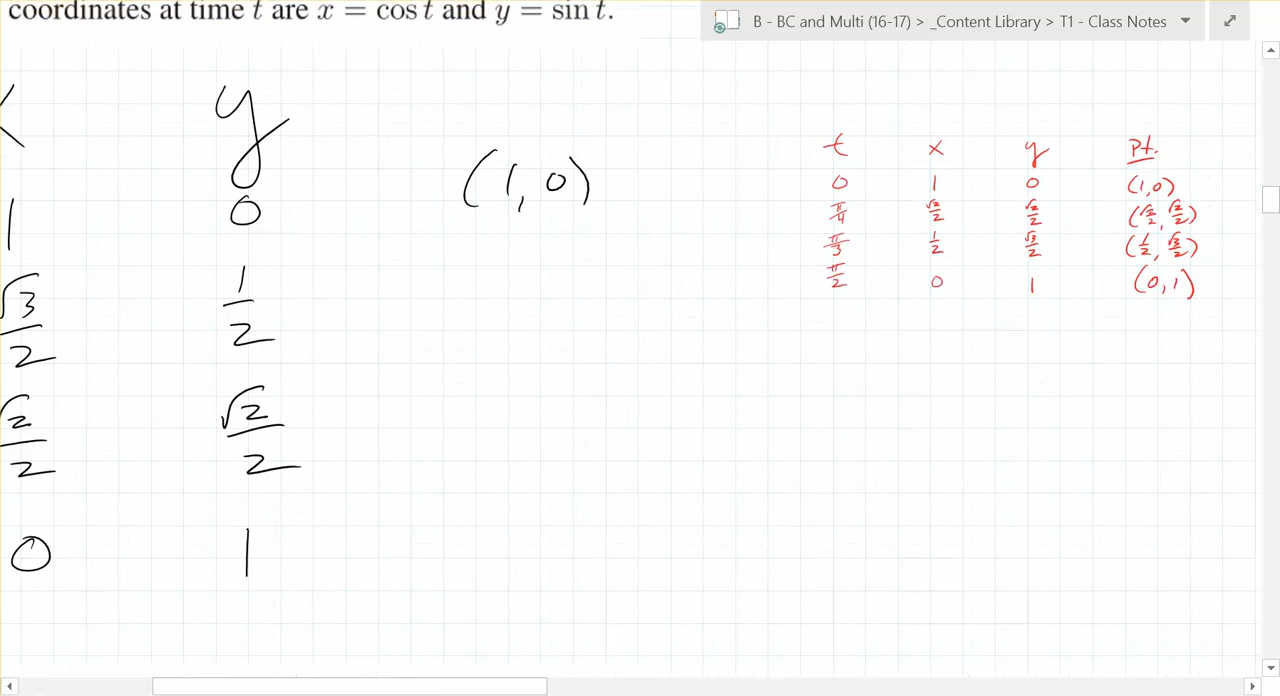 coordinates at time t are x = cos t and y = sin t.
B - BC and Multi (16-17) > _Content Library > T1 - Class Notes
x y
0
1 0
(1, 0)
√3/2 1/2
√2/2 √2/2
0 1
t x y pt.
0 1 0 (1,0)
π/4 √2/2 √2/2 (√2/2, √2/2)
π/3 1/2 √3/2 (1/2, √3/2)
π/2 0 1 (0,1)